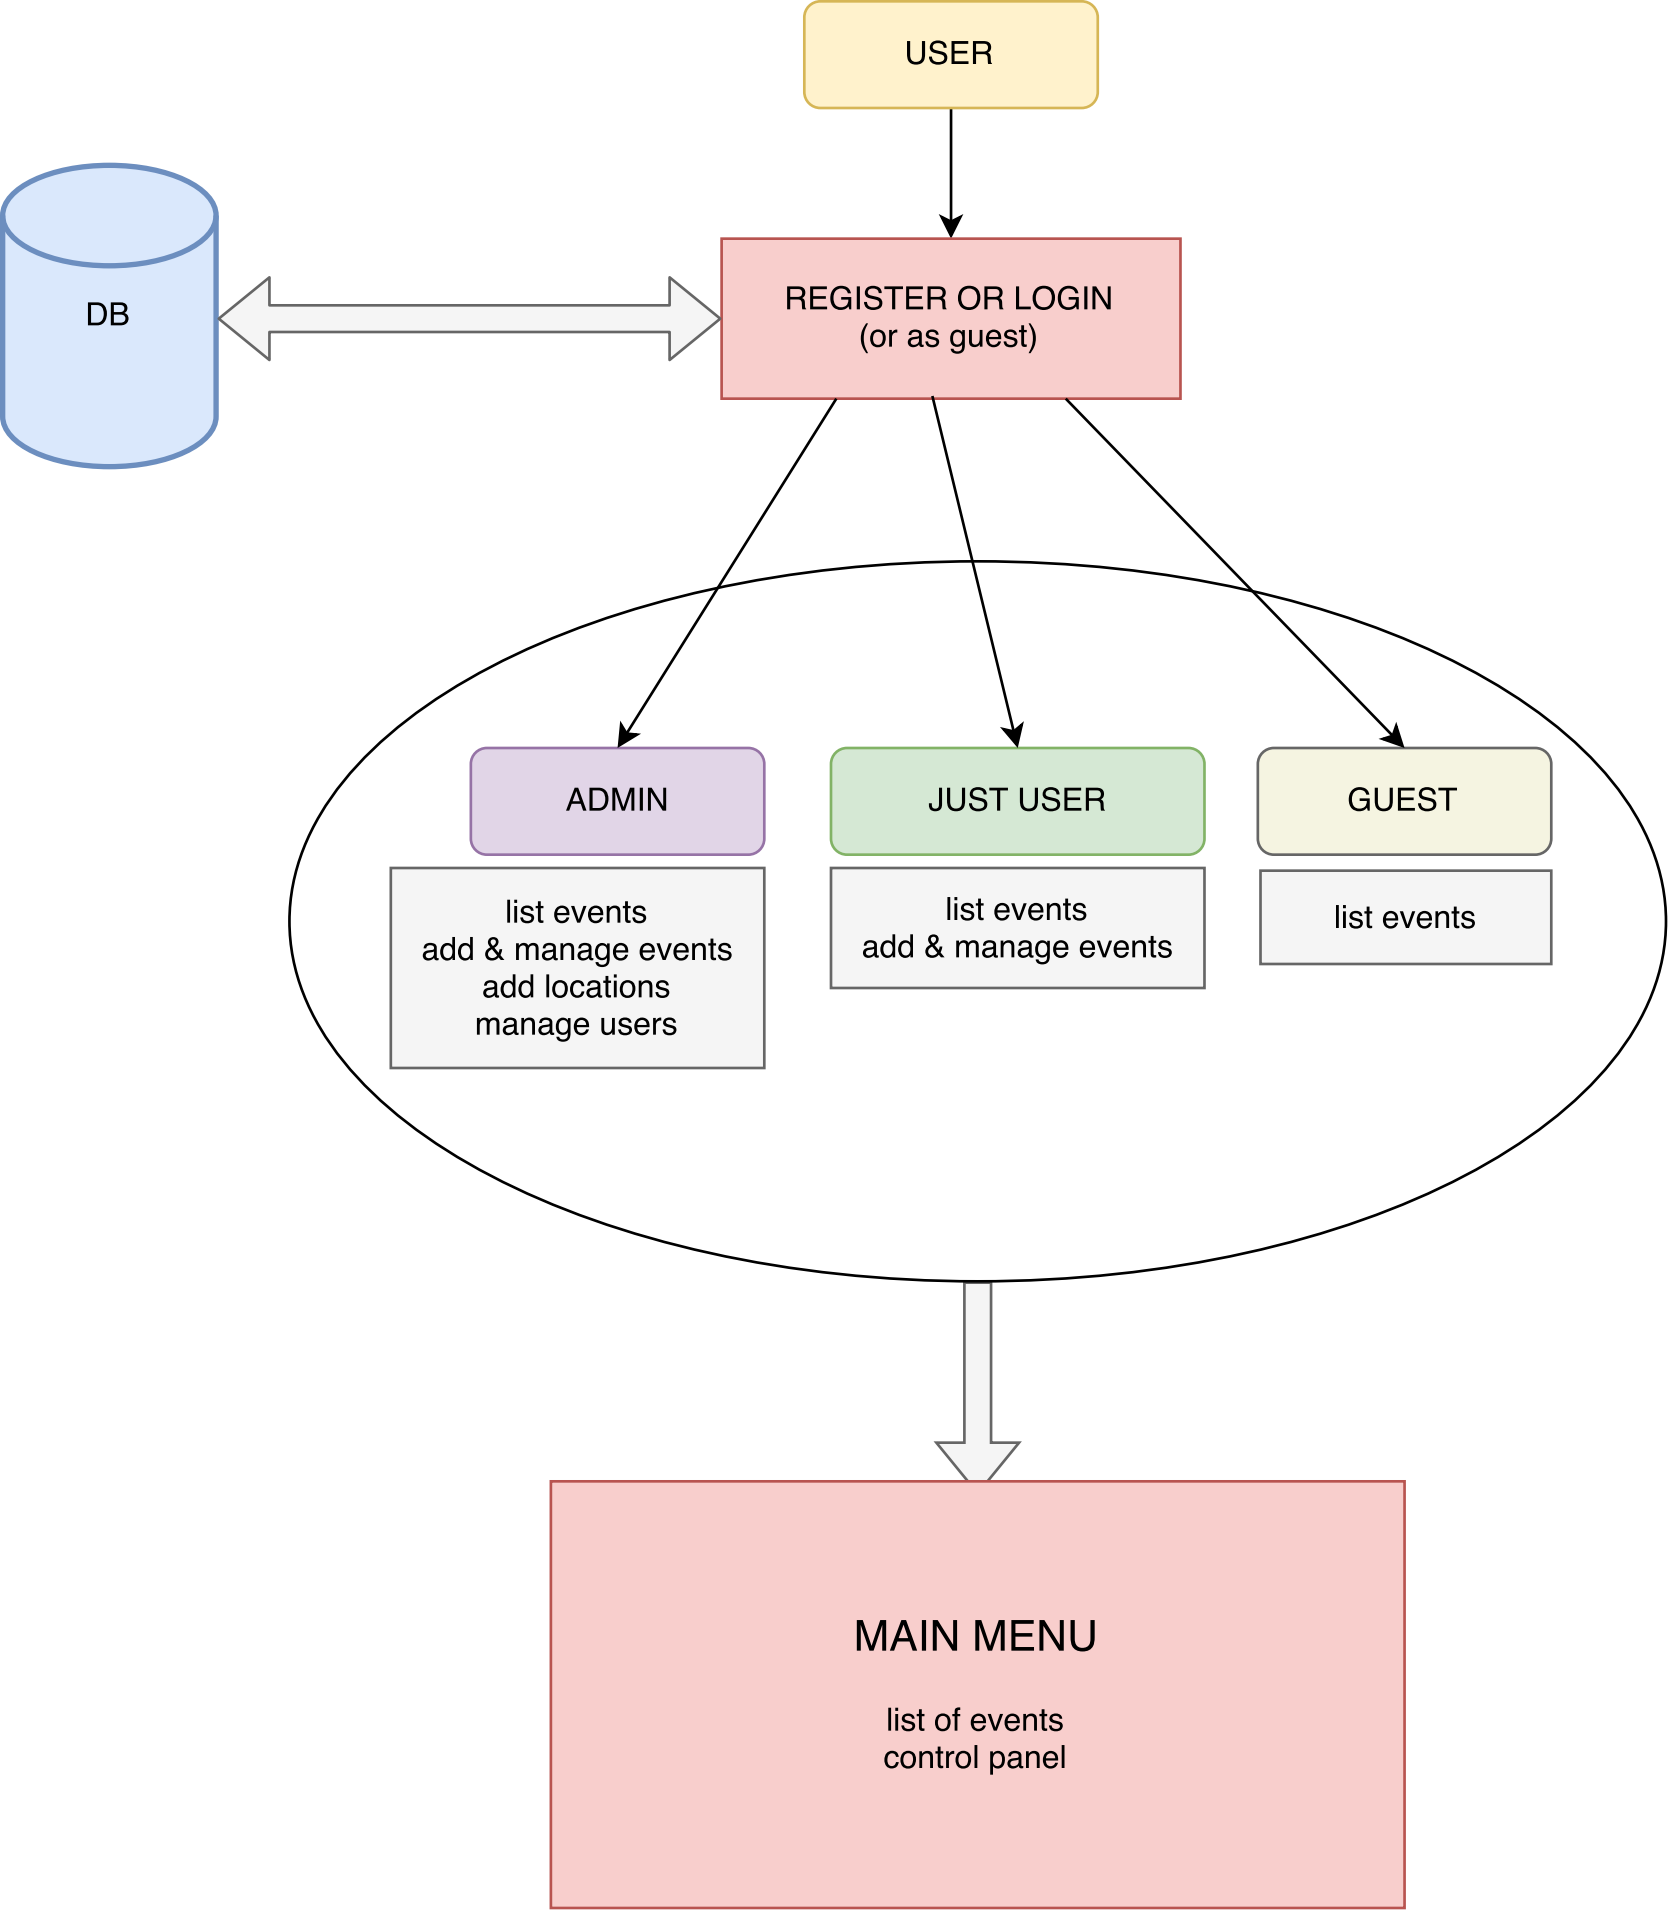 USER
DB
REGISTER OR LOGIN
(or as guest)
ADMIN
list events
add & manage events
add locations
manage users
JUST USER
list events
add & manage events
GUEST
list events
MAIN MENU
list of events
control panel